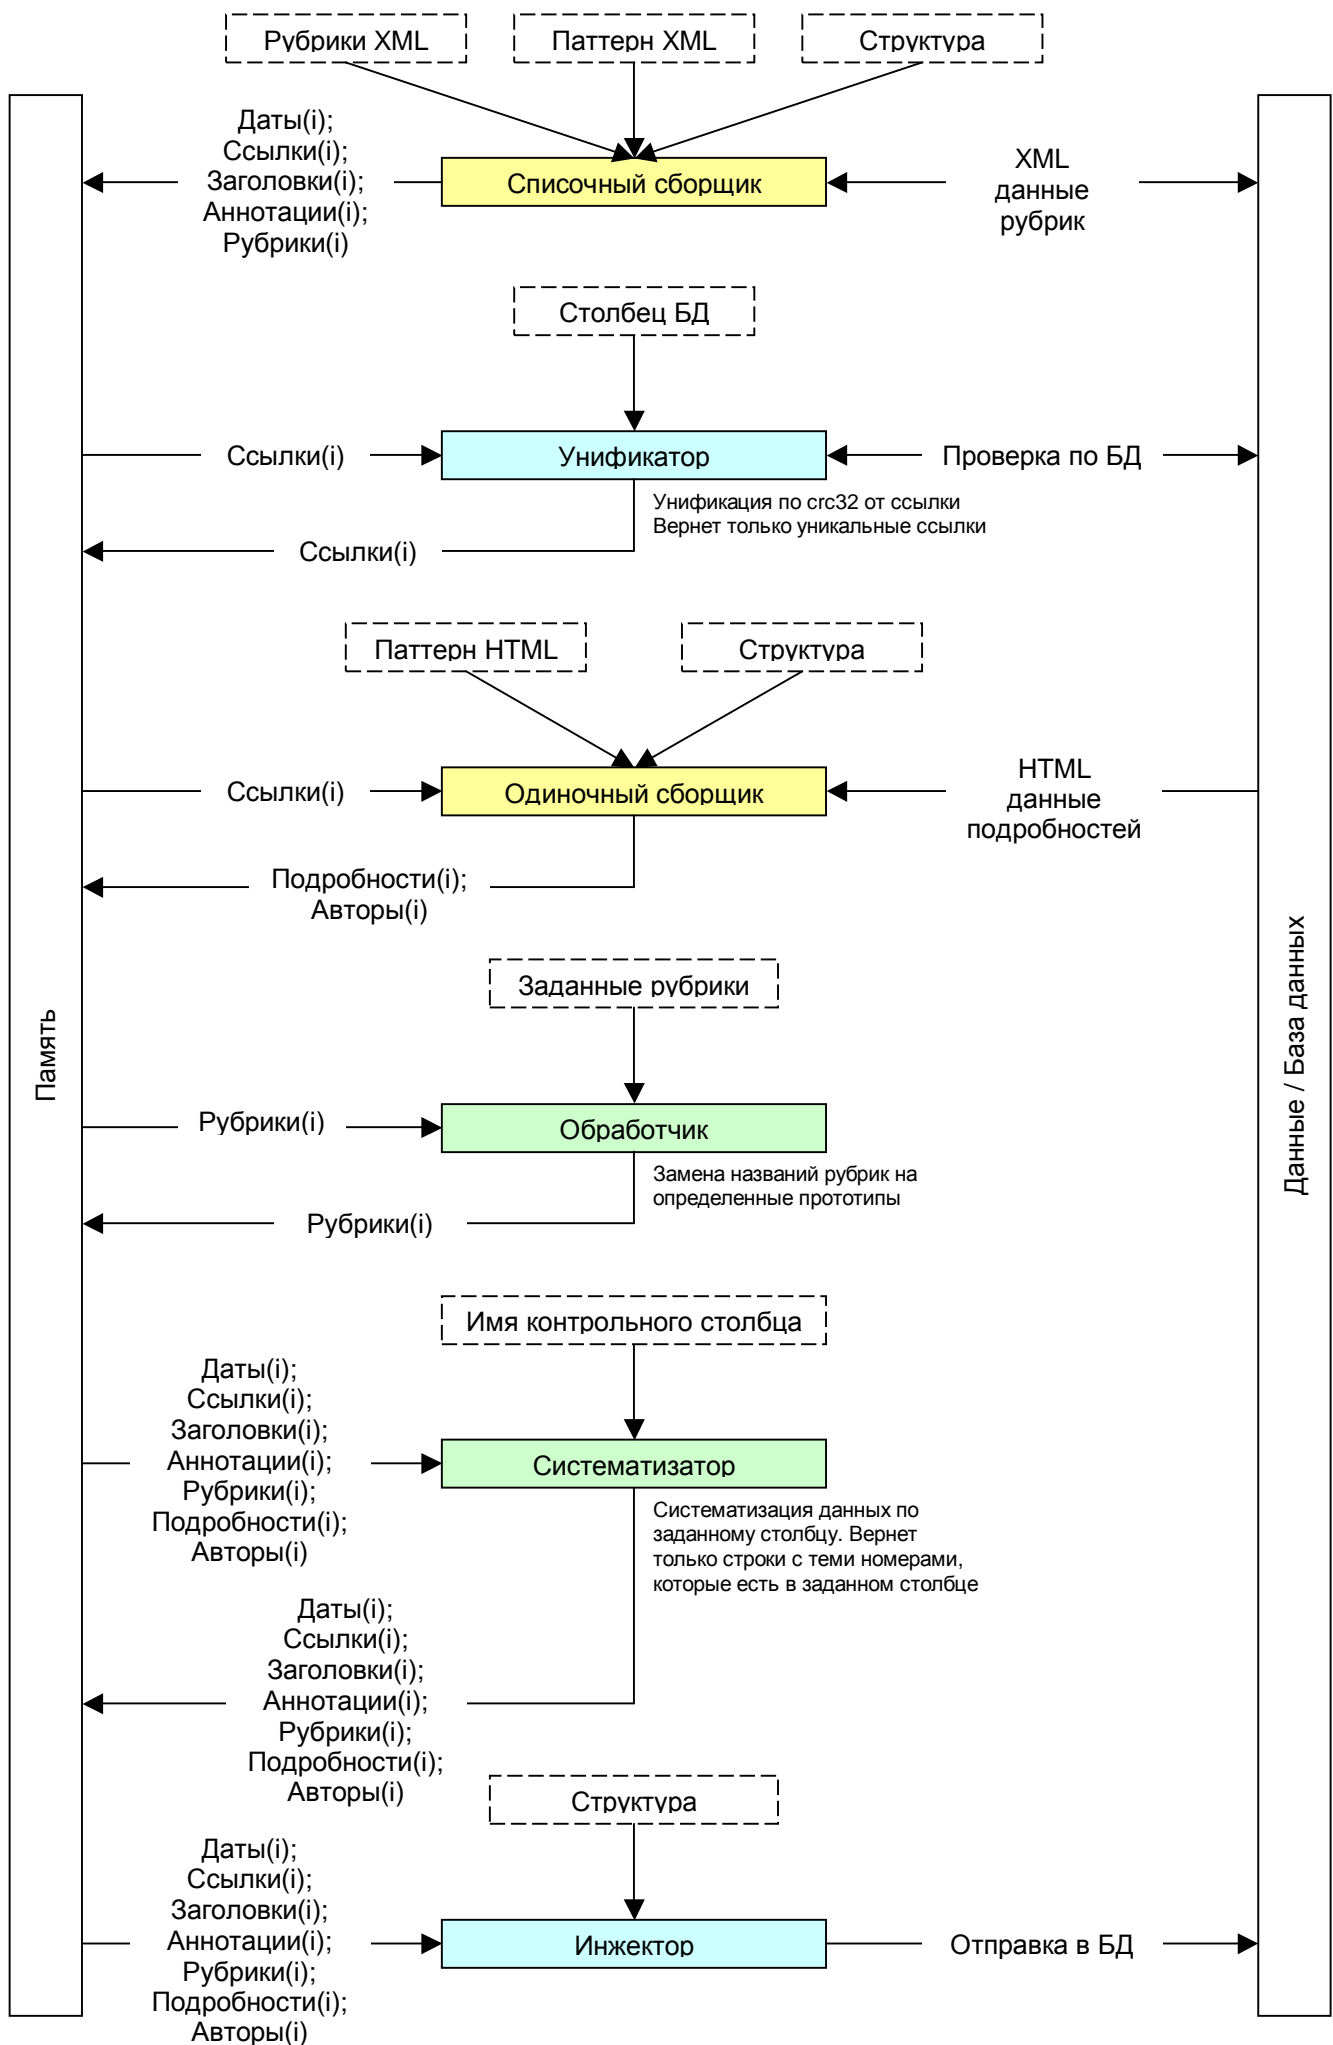 Рубрики XML
Паттерн XML
Структура
Даты(i);
Ссылки(i);
Заголовки(i);
Аннотации(i);
Рубрики(i)
Списочный сборщик
XML
данные
рубрик
Столбец БД
Ссылки(i)
Унификатор
Проверка по БД
Унификация по crc32 от ссылки
Вернет только уникальные ссылки
Ссылки(i)
Паттерн HTML
Структура
Ссылки(i)
Одиночный сборщик
HTML
данные
подробностей
Подробности(i);
Авторы(i)
Память
Данные / База данных
Заданные рубрики
Рубрики(i)
Обработчик
Замена названий рубрик на
определенные прототипы
Рубрики(i)
Имя контрольного столбца
Даты(i);
Ссылки(i);
Заголовки(i);
Аннотации(i);
Рубрики(i);
Подробности(i);
Авторы(i)
Систематизатор
Систематизация данных по
заданному столбцу. Вернет
только строки с теми номерами,
которые есть в заданном столбце
Даты(i);
Ссылки(i);
Заголовки(i);
Аннотации(i);
Рубрики(i);
Подробности(i);
Авторы(i)
Структура
Даты(i);
Ссылки(i);
Заголовки(i);
Аннотации(i);
Рубрики(i);
Подробности(i);
Авторы(i)
Инжектор
Отправка в БД